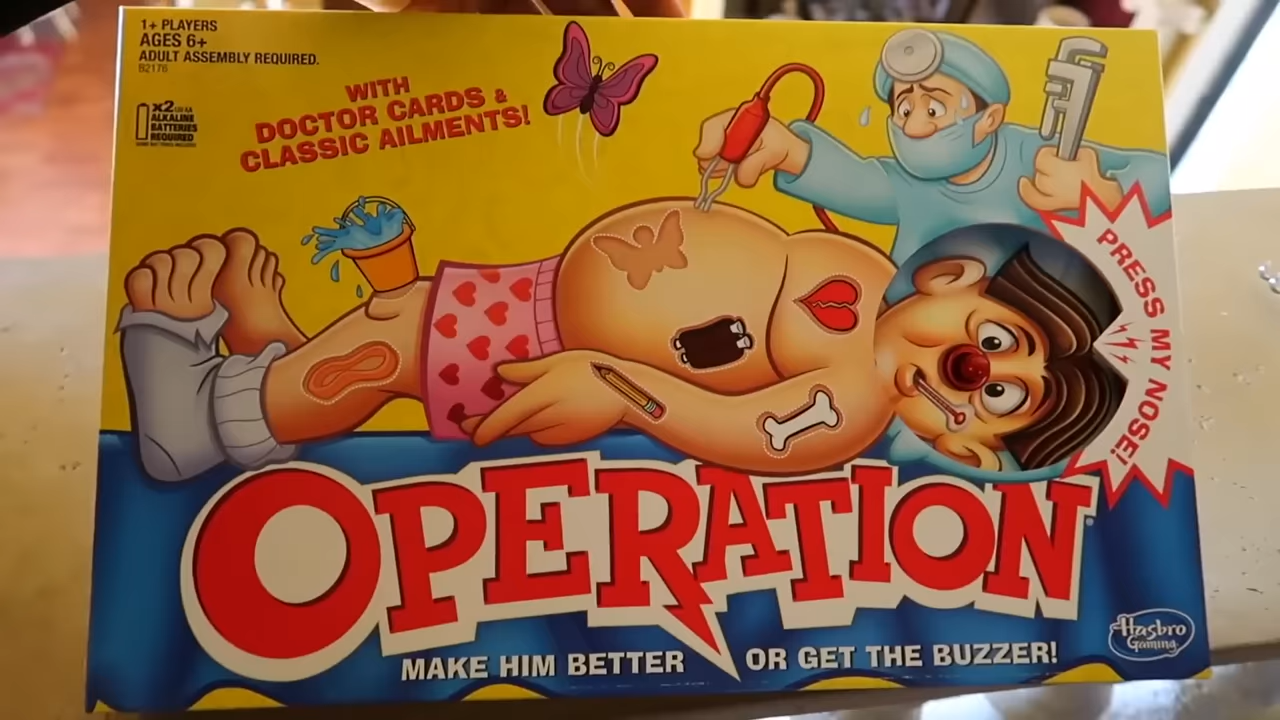 1+ PLAYERS
AGES 6+
ADULT ASSEMBLY REQUIRED.
B2176
x2
ALKALINE
BATTERIES
REQUIRED
WITH
DOCTOR CARDS &
CLASSIC AILMENTS!
PRESS MY NOSE!
OPERATION®
MAKE HIM BETTER OR GET THE BUZZER!
Hasbro
Gaming